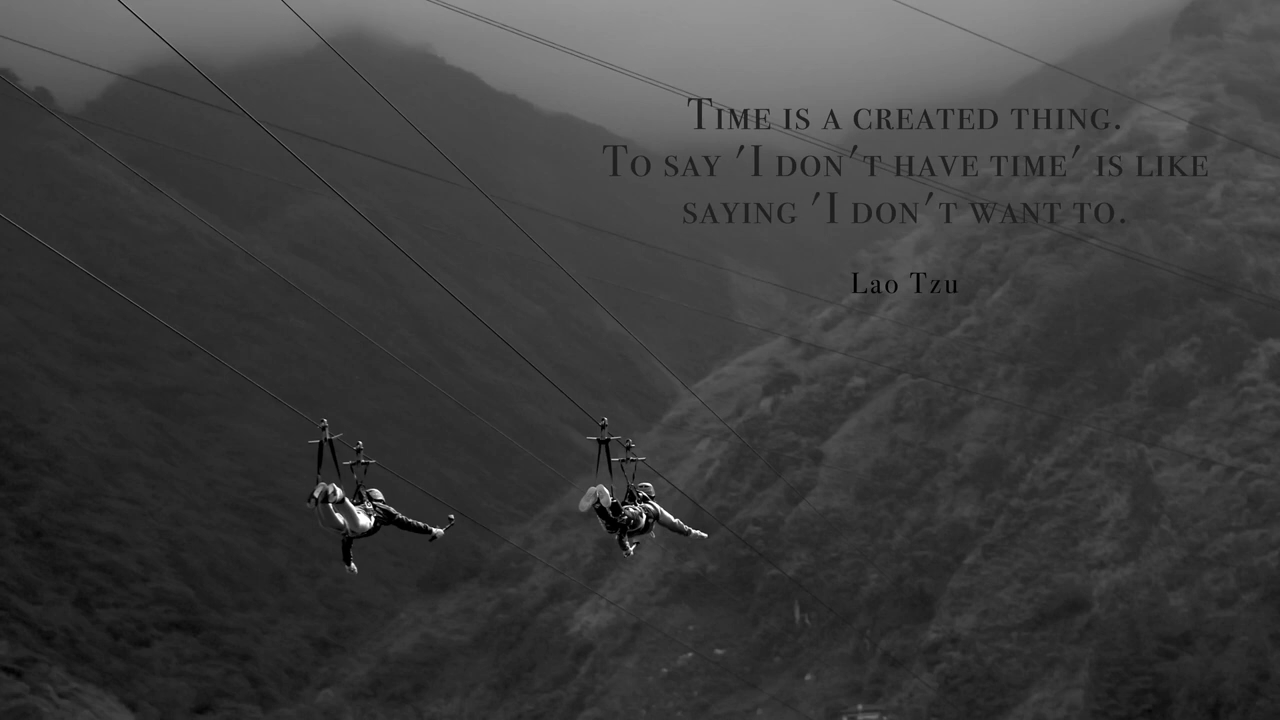 Time is a created thing.
To say 'I don't have time' is like
saying 'I don't want to.
Lao Tzu